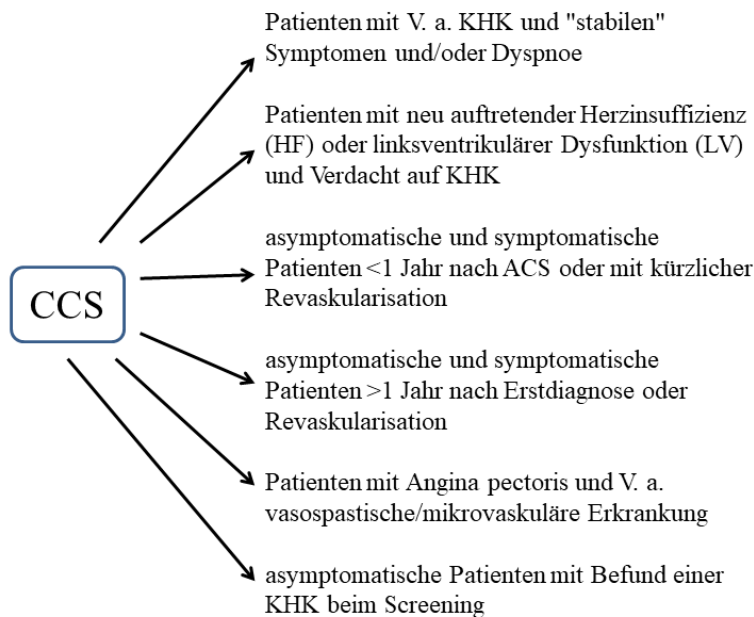 Patienten mit V. a. KHK und "stabilen"
Symptomen und/oder Dyspnoe
Patienten mit neu auftretender Herzinsuffizienz
(HF) oder linksventrikulärer Dysfunktion (LV)
und Verdacht auf KHK
asymptomatische und symptomatische
Patienten <1 Jahr nach ACS oder mit kürzlicher
Revaskularisation
CCS
asymptomatische und symptomatische
Patienten >1 Jahr nach Erstdiagnose oder
Revaskularisation
Patienten mit Angina pectoris und V. a.
vasospastische/mikrovaskuläre Erkrankung
asymptomatische Patienten mit Befund einer
KHK beim Screening